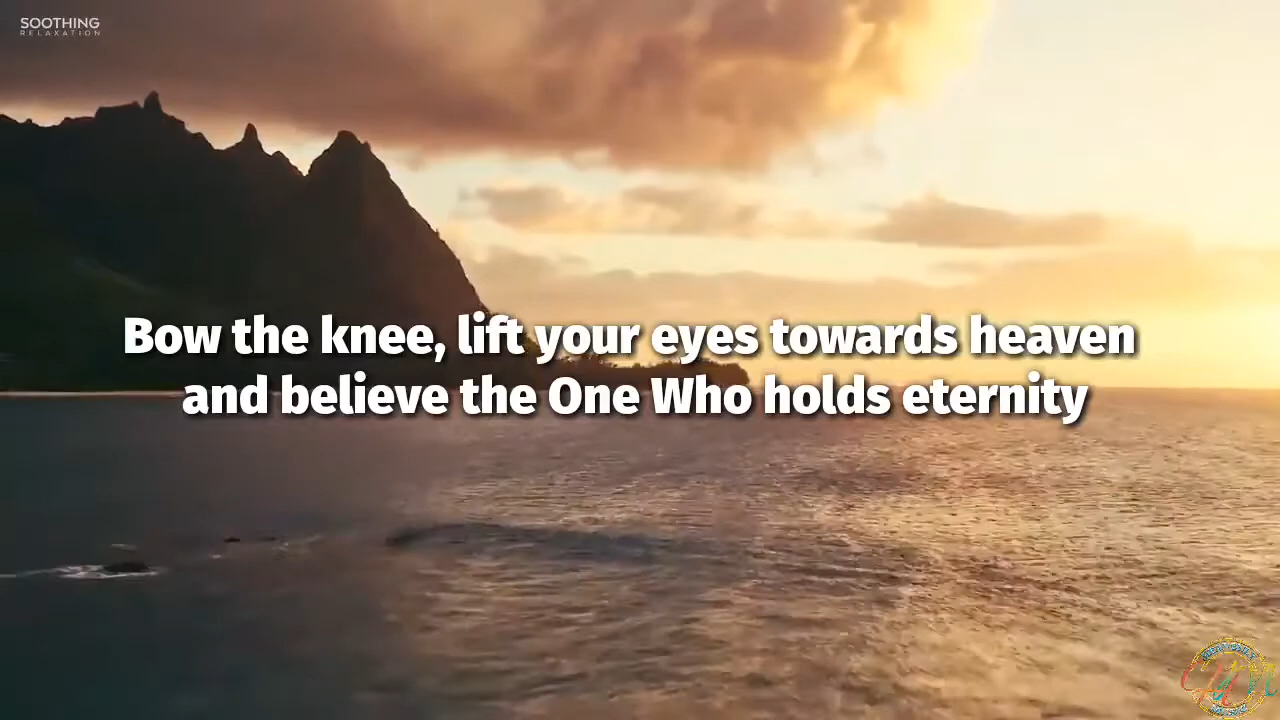 SOOTHING
RELAXATION
Bow the knee, lift your eyes towards heaven
and believe the One Who holds eternity